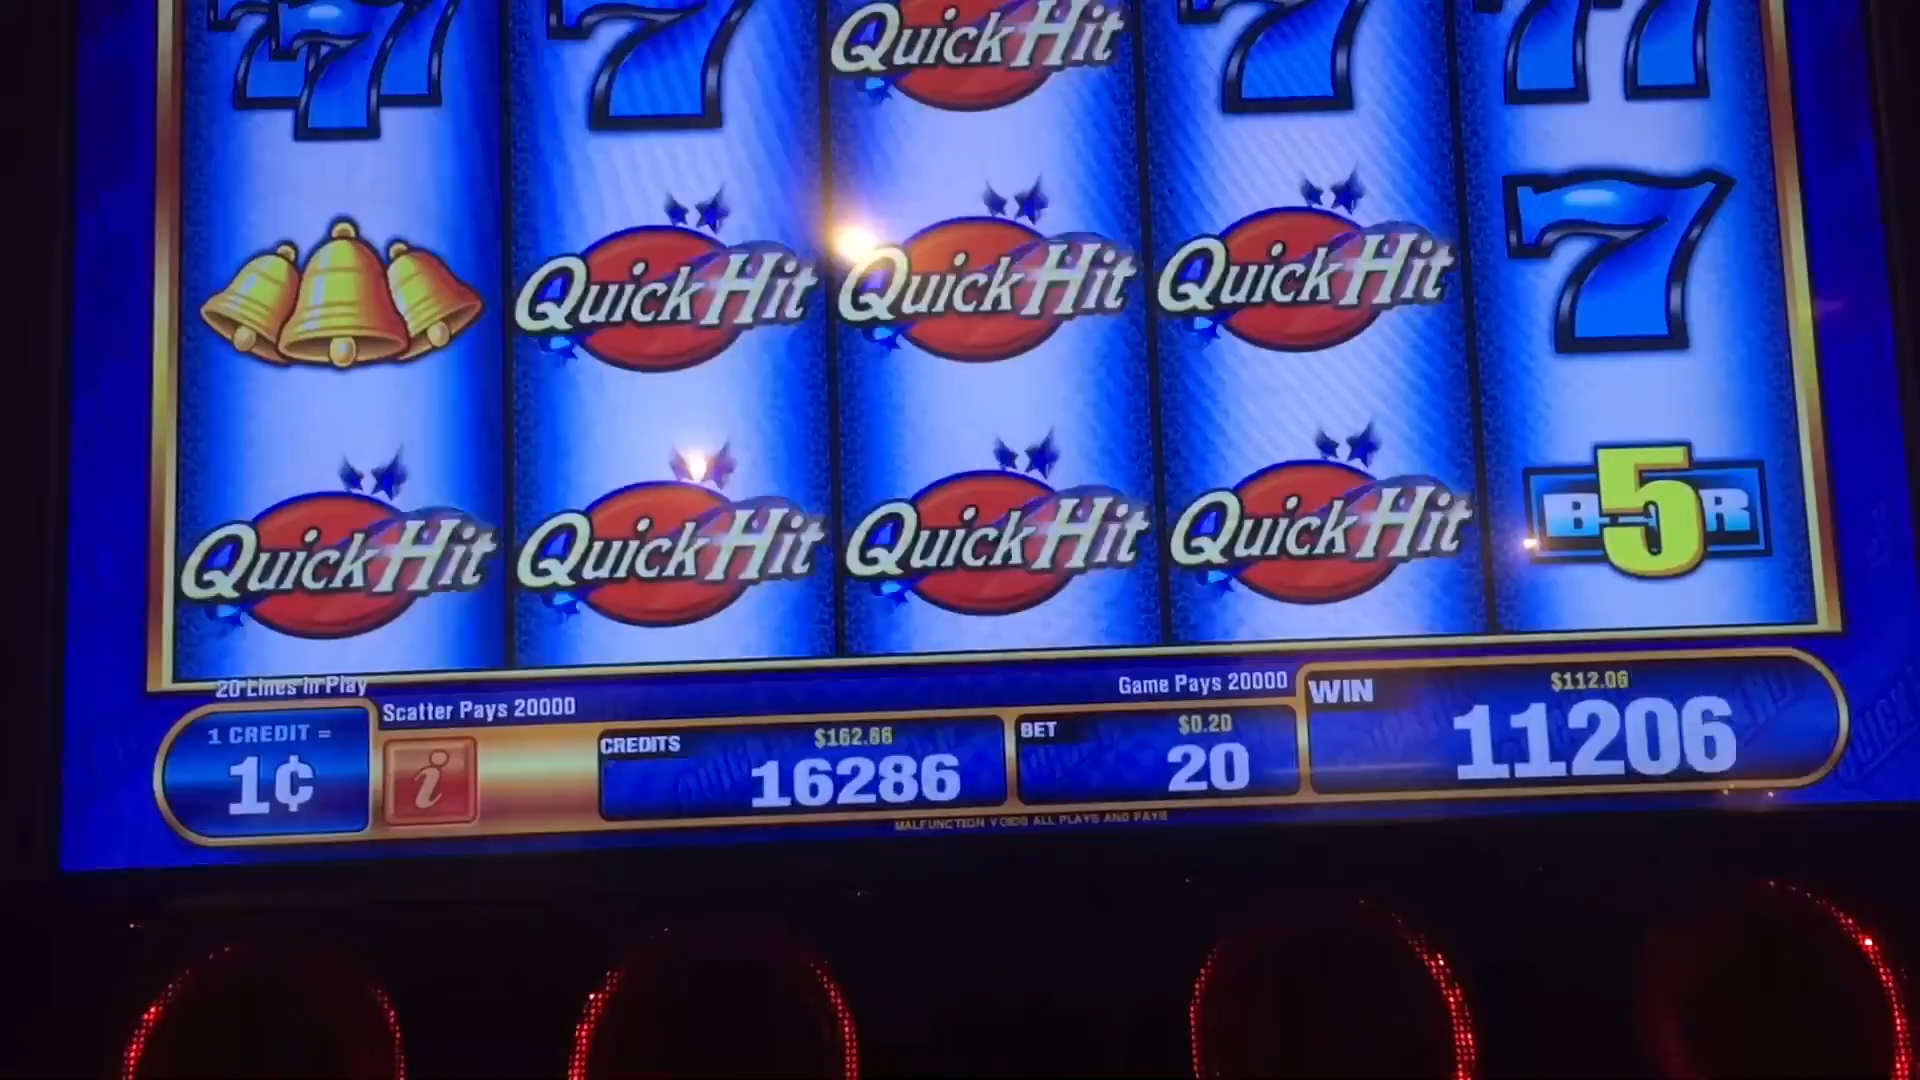 Quick Hit
Quick Hit
Quick Hit
Quick Hit
Quick Hit
Quick Hit
Quick Hit
Quick Hit
5
20 Lines In Play
Scatter Pays 20000
Game Pays 20000
1 CREDIT =
1¢
i
CREDITS
$162.86
16286
BET
$0.20
20
WIN
$112.06
11206
MALFUNCTION VOIDS ALL PLAYS AND PAYS